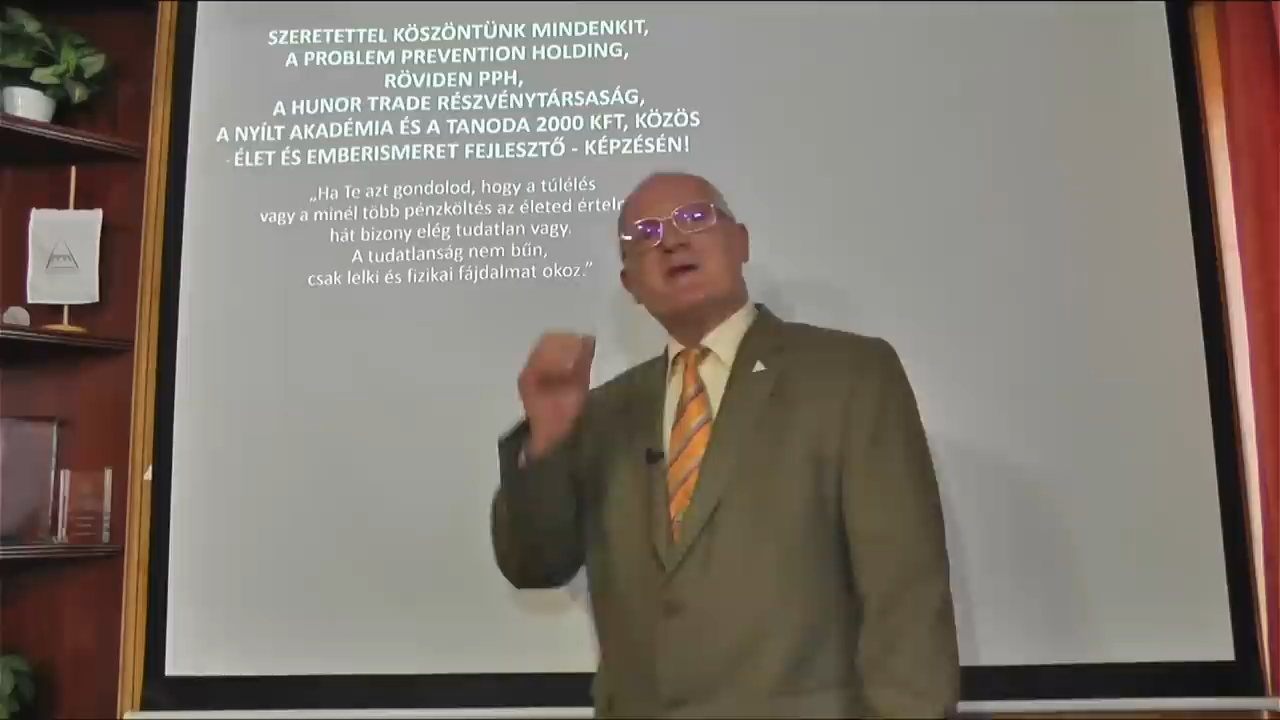 SZERETETTEL KÖSZÖNTÜNK MINDENKIT,
A PROBLEM PREVENTION HOLDING,
RÖVIDEN PPH,
A HUNOR TRADE RÉSZVÉNYTÁRSASÁG,
A NYÍLT AKADÉMIA ÉS A TANODA 2000 KFT, KÖZÖS
- ÉLET ÉS EMBERISMERET FEJLESZTŐ - KÉPZÉSÉN!
„Ha Te azt gondolod, hogy a túlélés
vagy a minél több pénzköltés az életed
hát bizony elég tudatlan vagy.
A tudatlanság nem bűn,
csak lelki és fizikai fájdalmat okoz.”